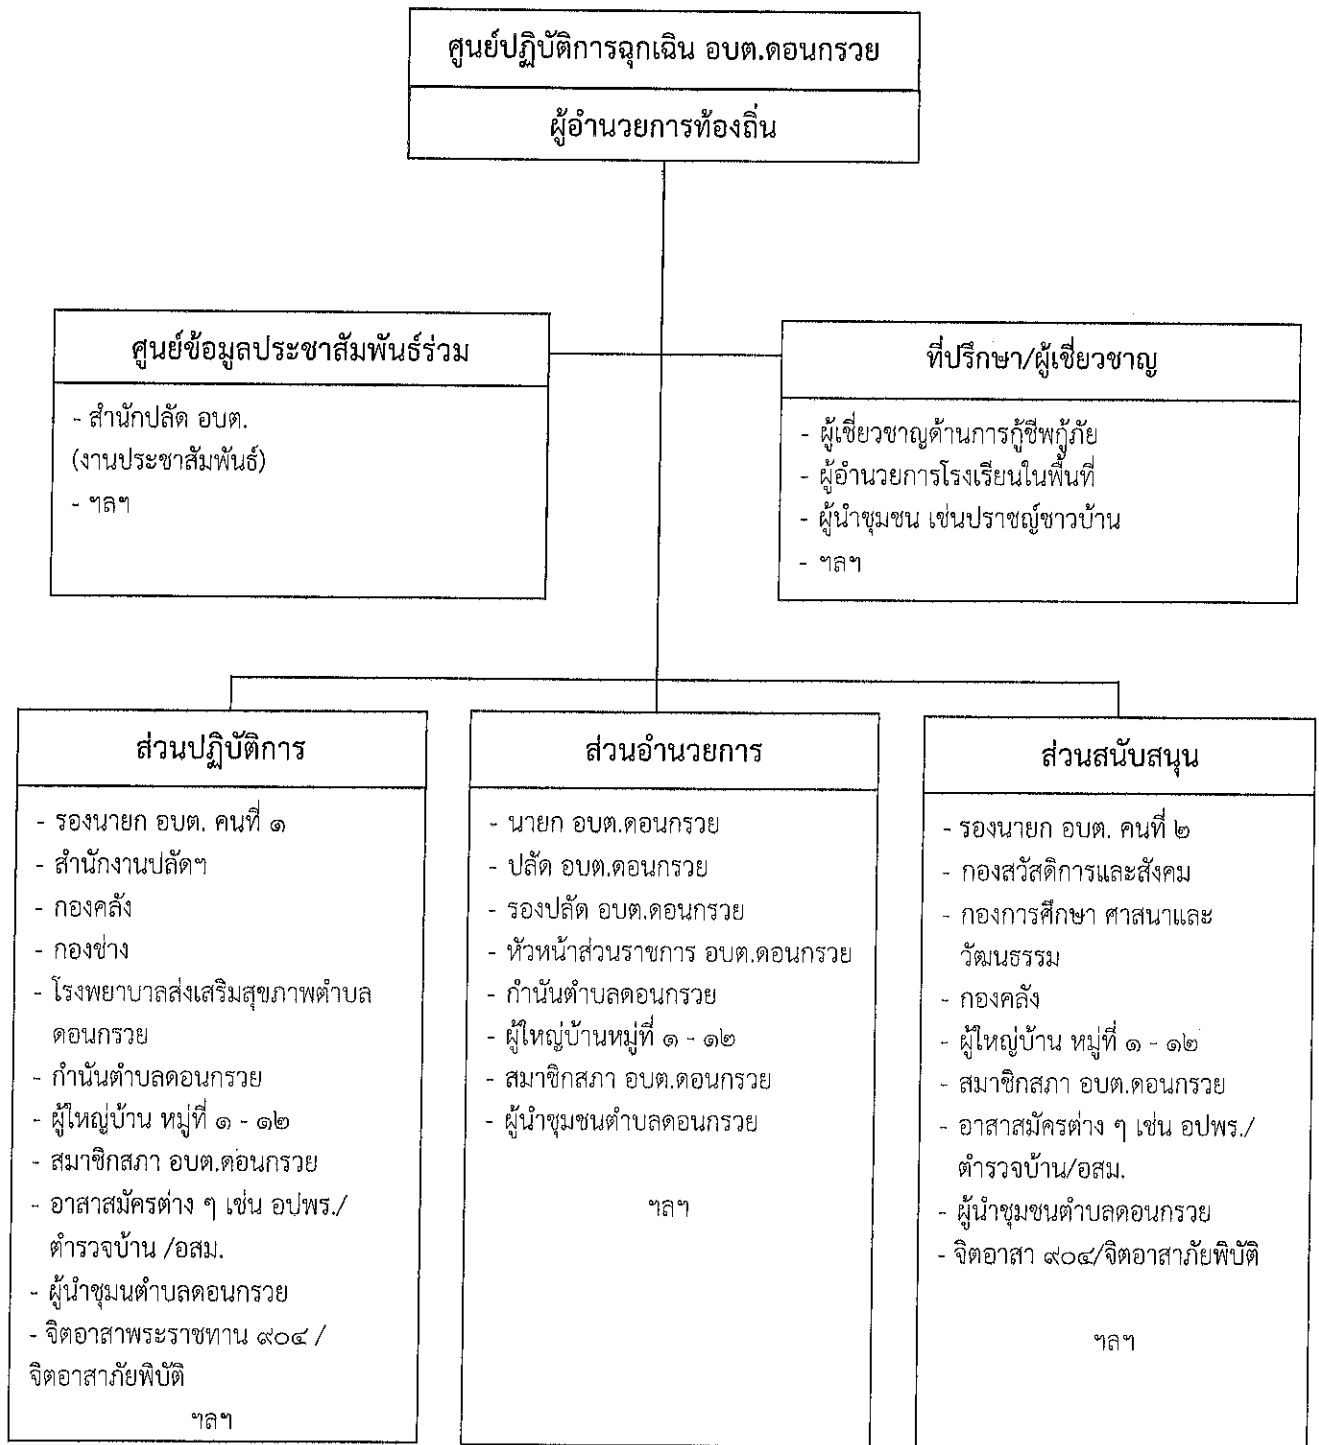 ศูนย์ปฏิบัติการฉุกเฉิน อบต.ดอนกรวย
ผู้อำนวยการท้องถิ่น
ศูนย์ข้อมูลประชาสัมพันธ์ร่วม
- สำนักปลัด อบต.
(งานประชาสัมพันธ์)
- ฯลฯ
ที่ปรึกษา/ผู้เชี่ยวชาญ
- ผู้เชี่ยวชาญด้านการกู้ชีพกู้ภัย
- ผู้อำนวยการโรงเรียนในพื้นที่
- ผู้นำชุมชน เช่นปราชญ์ชาวบ้าน
- ฯลฯ
ส่วนปฏิบัติการ
- รองนายก อบต. คนที่ ๑
- สำนักงานปลัดฯ
- กองคลัง
- กองช่าง
- โรงพยาบาลส่งเสริมสุขภาพตำบล
ดอนกรวย
- กำนันตำบลดอนกรวย
- ผู้ใหญ่บ้าน หมู่ที่ ๑ - ๑๒
- สมาชิกสภา อบต.ดอนกรวย
- อาสาสมัครต่าง ๆ เช่น อปพร./
ตำรวจบ้าน /อสม.
- ผู้นำชุมนตำบลดอนกรวย
- จิตอาสาพระราชทาน ๙๐๔ /
จิตอาสาภัยพิบัติ
ฯลฯ
ส่วนอำนวยการ
- นายก อบต.ดอนกรวย
- ปลัด อบต.ดอนกรวย
- รองปลัด อบต.ดอนกรวย
- หัวหน้าส่วนราชการ อบต.ดอนกรวย
- กำนันตำบลดอนกรวย
- ผู้ใหญ่บ้านหมู่ที่ ๑ - ๑๒
- สมาชิกสภา อบต.ดอนกรวย
- ผู้นำชุมชนตำบลดอนกรวย
ฯลฯ
ส่วนสนับสนุน
- รองนายก อบต. คนที่ ๒
- กองสวัสดิการและสังคม
- กองการศึกษา ศาสนาและ
วัฒนธรรม
- กองคลัง
- ผู้ใหญ่บ้าน หมู่ที่ ๑ - ๑๒
- สมาชิกสภา อบต.ดอนกรวย
- อาสาสมัครต่าง ๆ เช่น อปพร./
ตำรวจบ้าน/อสม.
- ผู้นำชุมชนตำบลดอนกรวย
- จิตอาสา ๙๐๔/จิตอาสาภัยพิบัติ
ฯลฯ